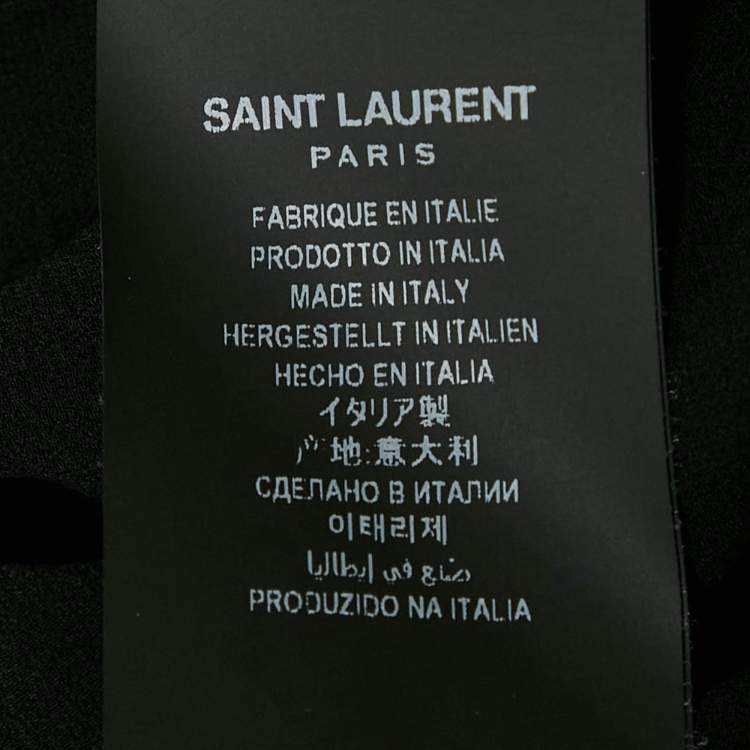 SAINT LAURENT
PARIS
FABRIQUE EN ITALIE
PRODOTTO IN ITALIA
MADE IN ITALY
HERGESTELLT IN ITALIEN
HECHO EN ITALIA
イタリア製
产地:意大利
СДЕЛАНО В ИТАЛИИ
이태리제
صنع في إيطاليا
PRODUZIDO NA ITALIA